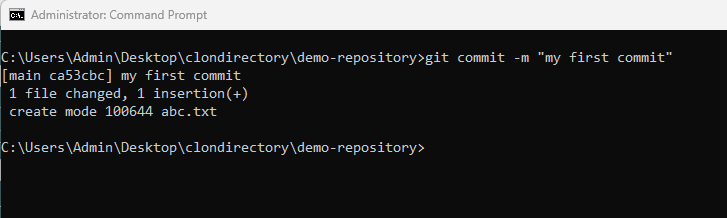 Administrator: Command Prompt
C:\Users\Admin\Desktop\clondirectory\demo-repository>git commit -m "my first commit"
[main ca53cbc] my first commit
 1 file changed, 1 insertion(+)
 create mode 100644 abc.txt
C:\Users\Admin\Desktop\clondirectory\demo-repository>